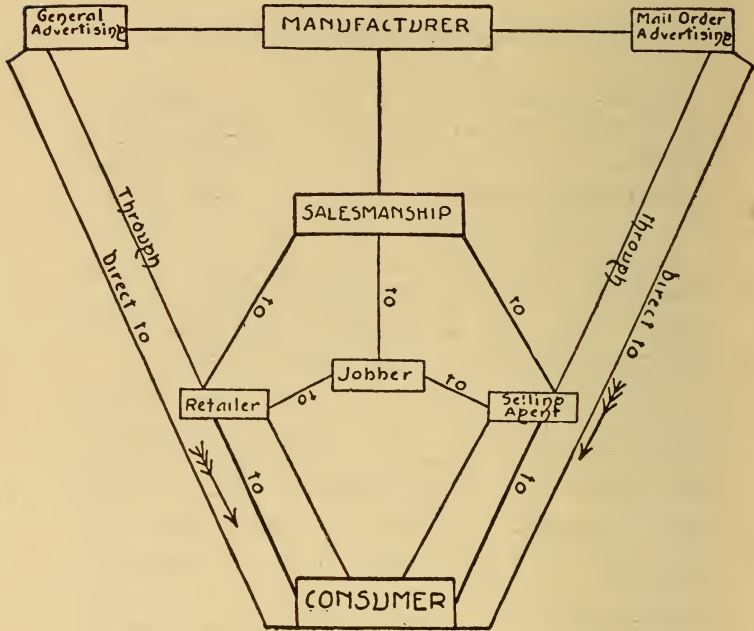 General
Advertising
MANUFACTURER
Mail Order
Advertising
SALESMANSHIP
Through
Direct to
through
Direct to
to
to
to
Jobber
to
to
Retailer
Selling
Agent
to
to
CONSUMER